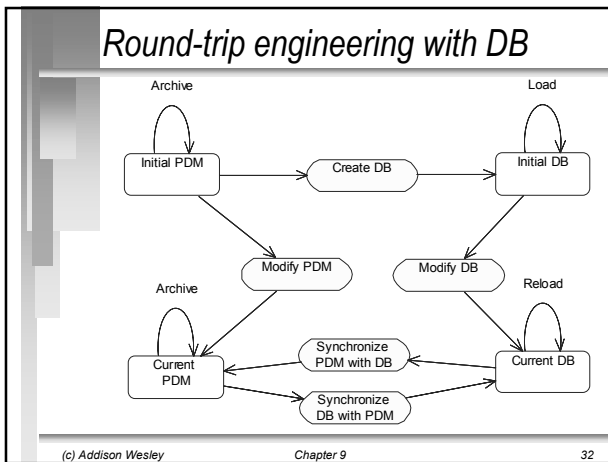 Round-trip engineering with DB
Archive
Load
Initial PDM
Create DB
Initial DB
Modify PDM
Modify DB
Archive
Reload
Synchronize
PDM with DB
Current
PDM
Current DB
Synchronize
DB with PDM
(c) Addison Wesley
Chapter 9
32